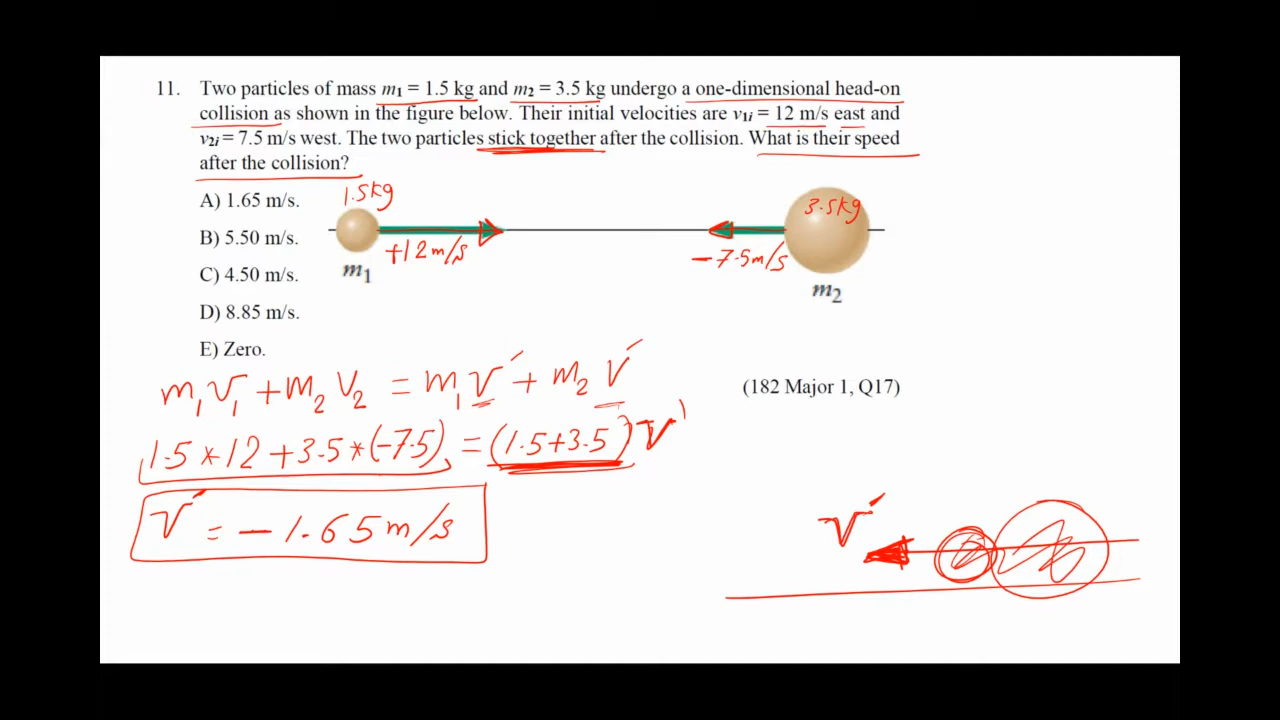 11. Two particles of mass m₁ = 1.5 kg and m₂ = 3.5 kg undergo a one-dimensional head-on
collision as shown in the figure below. Their initial velocities are v₁ᵢ = 12 m/s east and
v₂ᵢ = 7.5 m/s west. The two particles stick together after the collision. What is their speed
after the collision?
A) 1.65 m/s.
1.5kg
3.5kg
B) 5.50 m/s.
+12m/s
-7.5m/s
C) 4.50 m/s.
m₁
m₂
D) 8.85 m/s.
E) Zero.
m₁V₁ + m₂V₂ = m₁V′ + m₂V′
(182 Major 1, Q17)
1.5*12+3.5*(-7.5) = (1.5+3.5)V′
V′ = -1.65m/s
V′